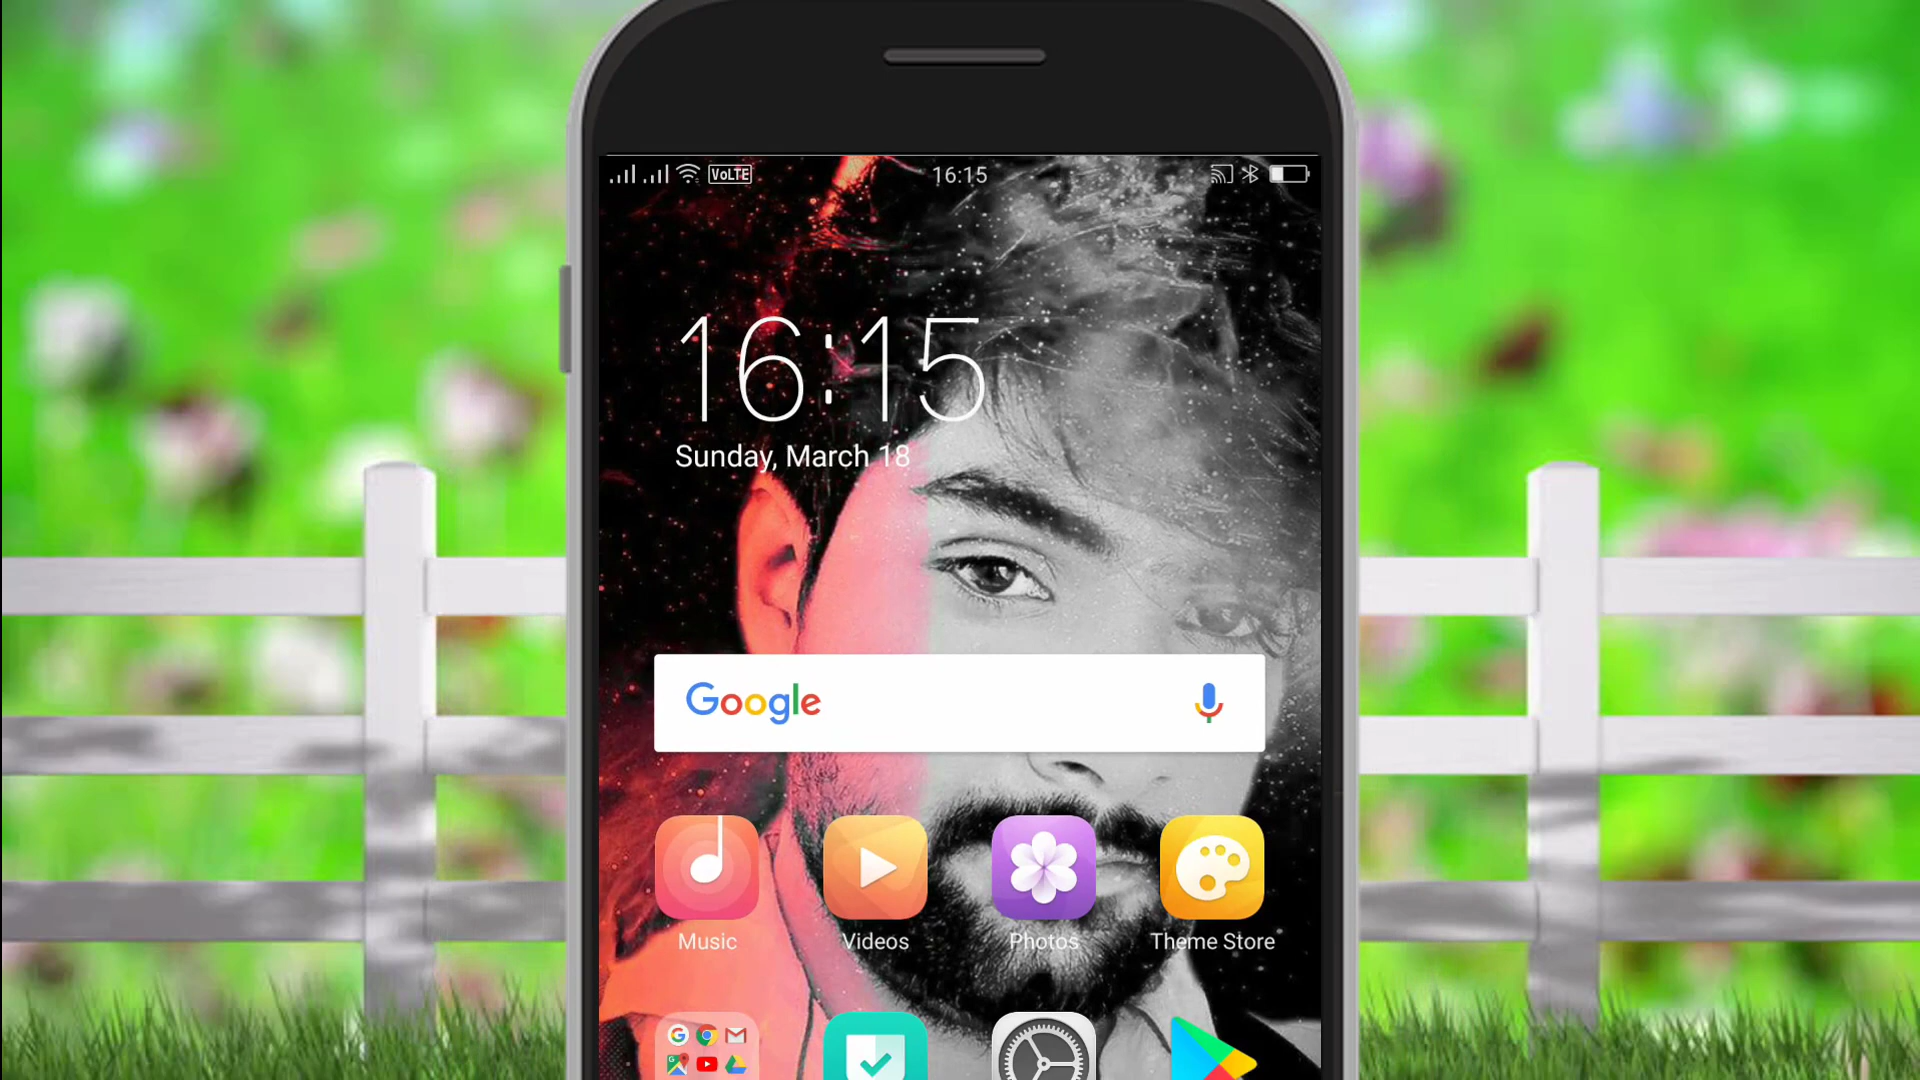 VoLTE 16:15
16:15
Sunday, March 18
Google
Music Videos Photos Theme Store